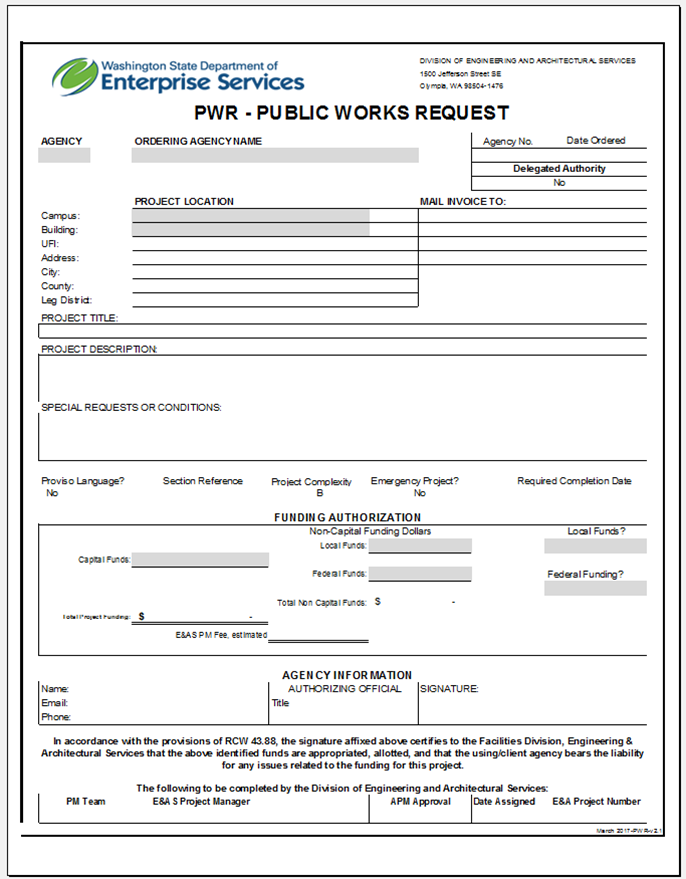 Washington State Department of
Enterprise Services
DIVISION OF ENGINEERING AND ARCHITECTURAL SERVICES
1500 Jefferson Street SE
Olympia, WA 98504-1476
PWR - PUBLIC WORKS REQUEST
AGENCY ORDERING AGENCY NAME Agency No. Date Ordered
Delegated Authority
No
PROJECT LOCATION MAIL INVOICE TO:
Campus:
Building:
UFI:
Address:
City:
County:
Leg District:
PROJECT TITLE:
PROJECT DESCRIPTION:
SPECIAL REQUESTS OR CONDITIONS:
Proviso Language? Section Reference Project Complexity Emergency Project? Required Completion Date
No B No
FUNDING AUTHORIZATION
Non-Capital Funding Dollars Local Funds?
Local Funds:
Capital Funds:
Federal Funds: Federal Funding?
Total Non Capital Funds: $ -
Total Project Funding: $ -
E&AS PM Fee, estimated
AGENCY INFORMATION
Name: AUTHORIZING OFFICIAL SIGNATURE:
Email: Title
Phone:
In accordance with the provisions of RCW 43.88, the signature affixed above certifies to the Facilities Division, Engineering &
Architectural Services that the above identified funds are appropriated, allotted, and that the using/client agency bears the liability
for any issues related to the funding for this project.
The following to be completed by the Division of Engineering and Architectural Services:
PM Team E&AS Project Manager APM Approval Date Assigned E&A Project Number
March 2017-PWR-v2.1